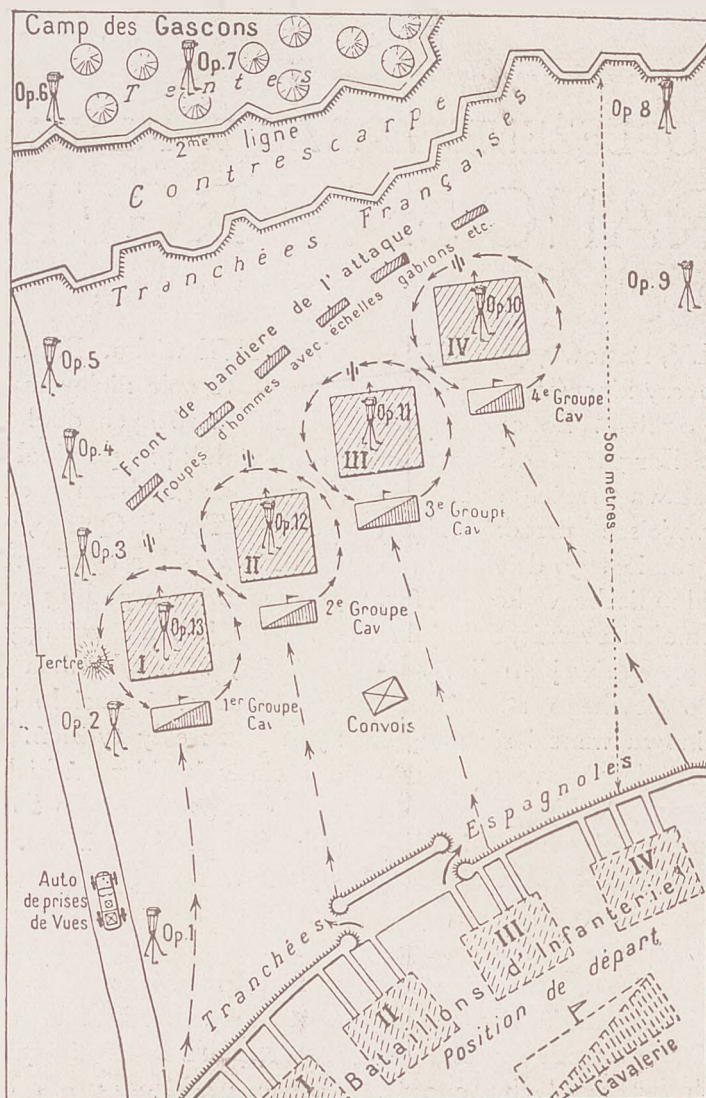 Camp des Gascons
Op.7
Op.6
Tentes
2me ligne
Contrescarpe
Op 8
Tranchées Françaises
Op.9
Front de bandiere de l'attaque
Troupes d'hommes avec échelles gabions etc.
Op.10
IV
4e Groupe
Cav
Op.5
Op.11
III
3e Groupe
Cav
Op.4
500 metres
Op.12
II
2e Groupe
Cav
Op.3
Op.13
I
1er Groupe
Cav
Tertre
Op.2
Convois
Auto
de prises
de Vues
Op.1
Tranchées Espagnoles
I
II
III
IV
Bataillons d'Infanterie
Position de départ
Cavalerie